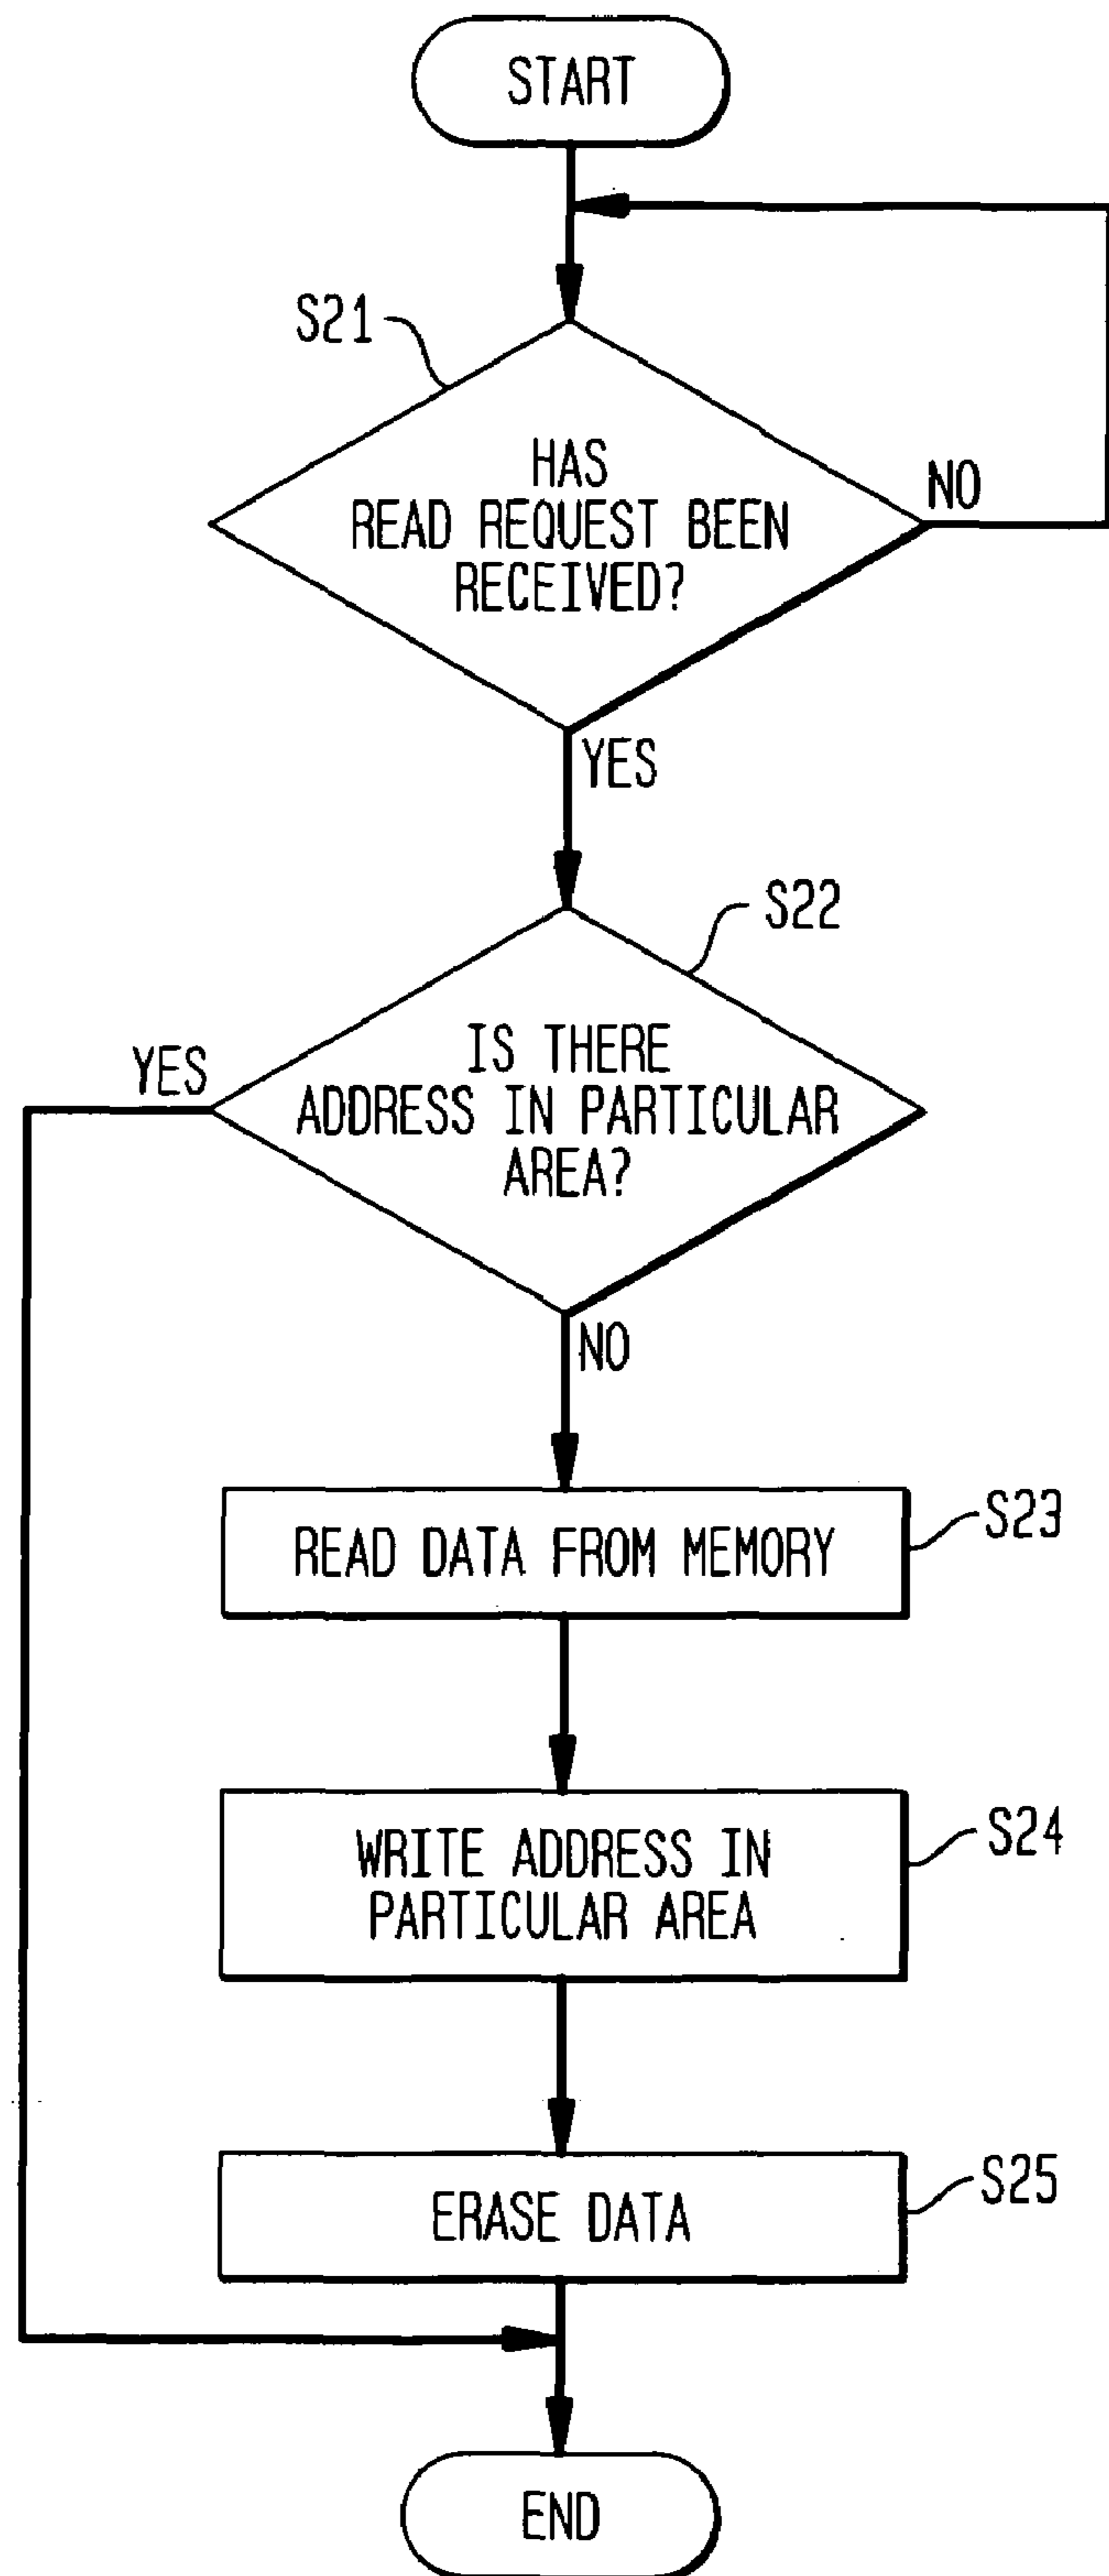 START
S21
HAS
READ REQUEST BEEN
RECEIVED?
NO
YES
S22
IS THERE
ADDRESS IN PARTICULAR
AREA?
YES
NO
READ DATA FROM MEMORY
S23
WRITE ADDRESS IN
PARTICULAR AREA
S24
ERASE DATA
S25
END